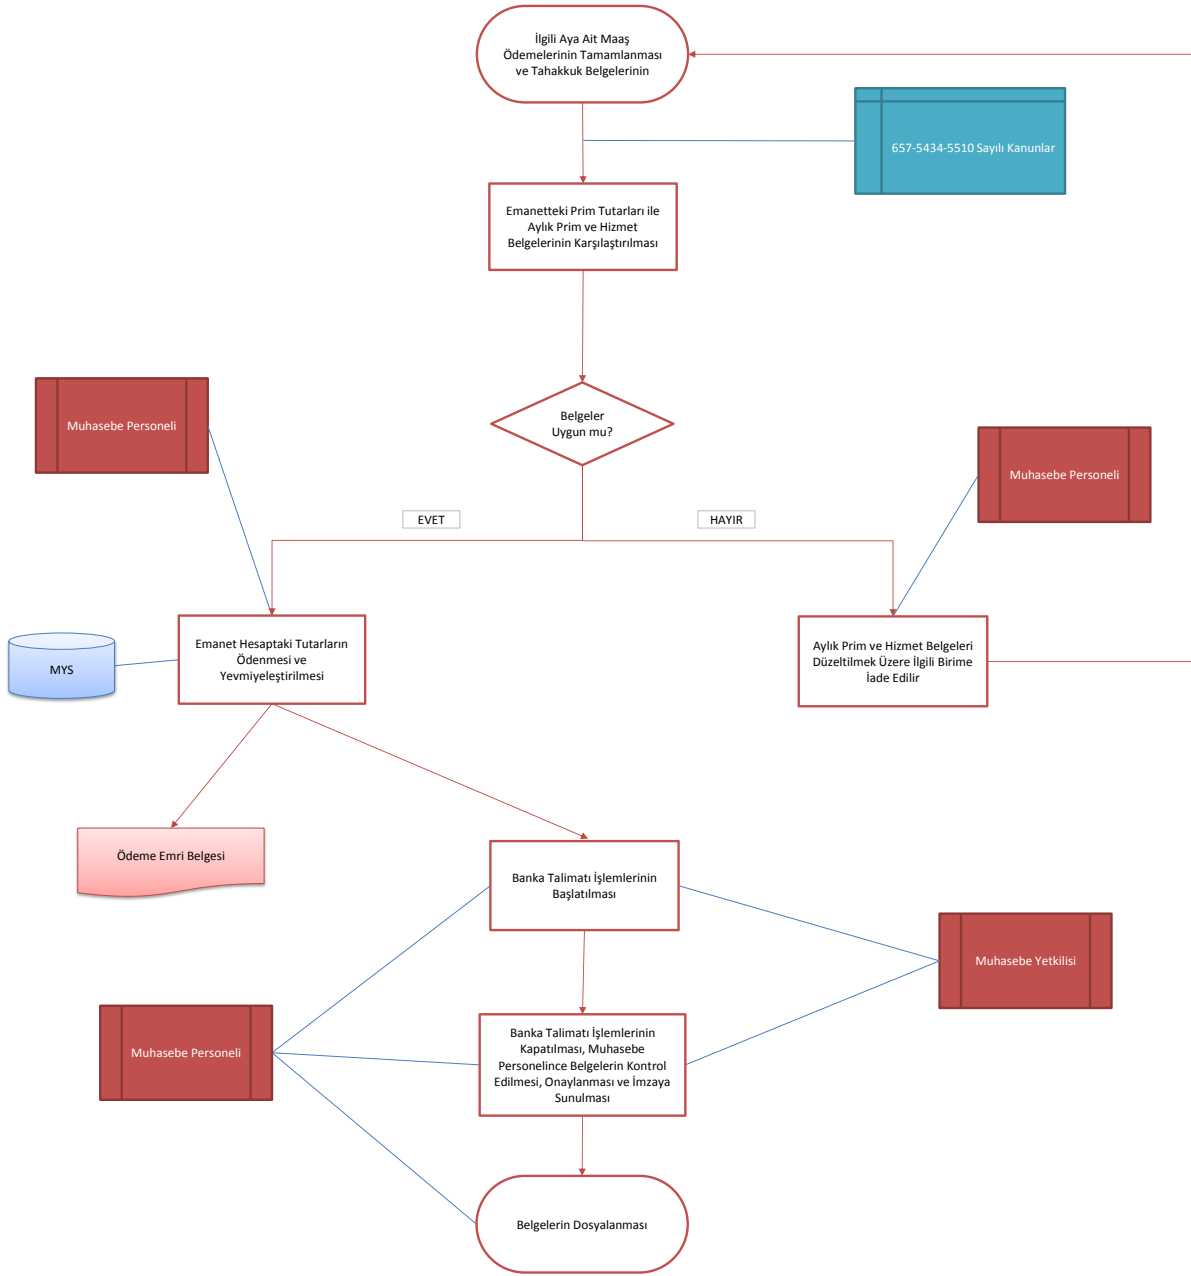 İlgili Aya Ait Maaş
Ödemelerinin Tamamlanması
ve Tahakkuk Belgelerinin
657-5434-5510 Sayılı Kanunlar
Emanetteki Prim Tutarları ile
Aylık Prim ve Hizmet
Belgelerinin Karşılaştırılması
Belgeler
Uygun mu?
Muhasebe Personeli
Muhasebe Personeli
EVET
HAYIR
Emanet Hesaptaki Tutarların
Ödenmesi ve
Yevmiyeleştirilmesi
MYS
Aylık Prim ve Hizmet Belgeleri
Düzeltilmek Üzere İlgili Birime
İade Edilir
Ödeme Emri Belgesi
Banka Talimatı İşlemlerinin
Başlatılması
Muhasebe Yetkilisi
Muhasebe Personeli
Banka Talimatı İşlemlerinin
Kapatılması, Muhasebe
Personelince Belgelerin Kontrol
Edilmesi, Onaylanması ve İmzaya
Sunulması
Belgelerin Dosyalanması